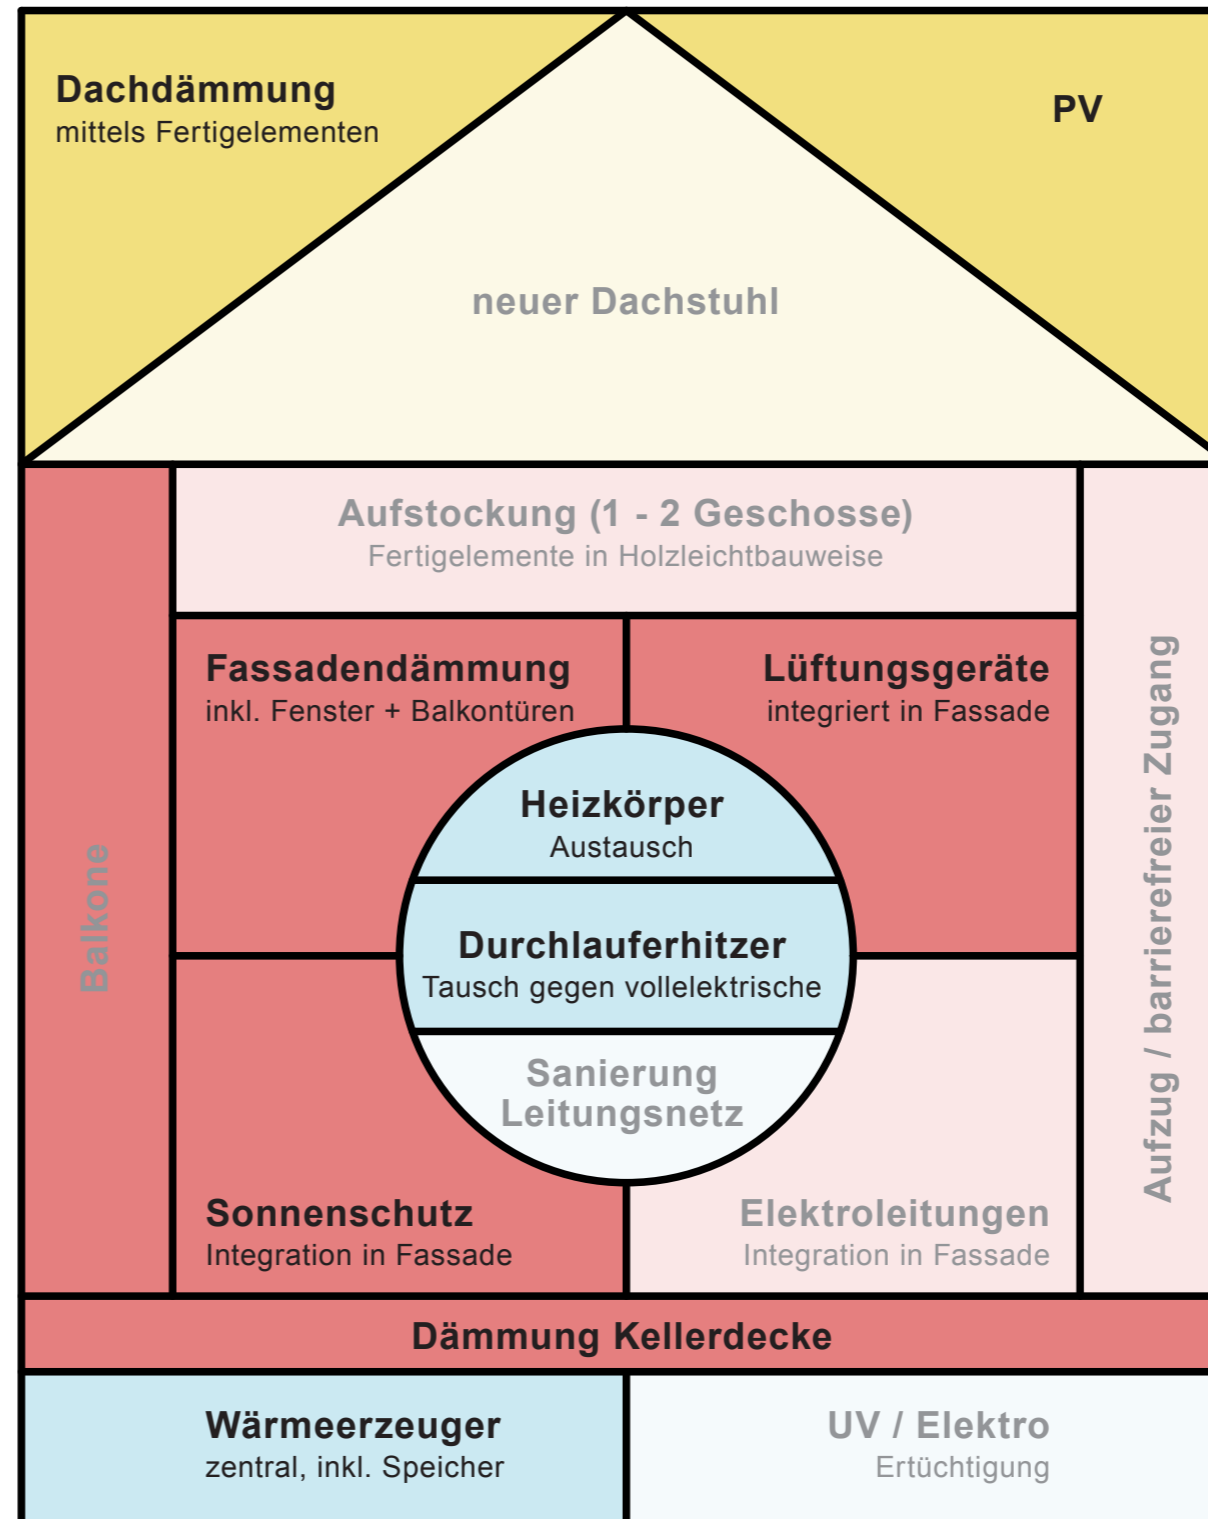 Dachdämmung
mittels Fertigelementen
PV
neuer Dachstuhl
Aufstockung (1 - 2 Geschosse)
Fertigelemente in Holzleichtbauweise
Balkone
Fassadendämmung
inkl. Fenster + Balkontüren
Lüftungsgeräte
integriert in Fassade
Aufzug / barrierefreier Zugang
Heizkörper
Austausch
Durchlauferhitzer
Tausch gegen vollelektrische
Sanierung
Leitungsnetz
Sonnenschutz
Integration in Fassade
Elektroleitungen
Integration in Fassade
Dämmung Kellerdecke
Wärmeerzeuger
zentral, inkl. Speicher
UV / Elektro
Ertüchtigung